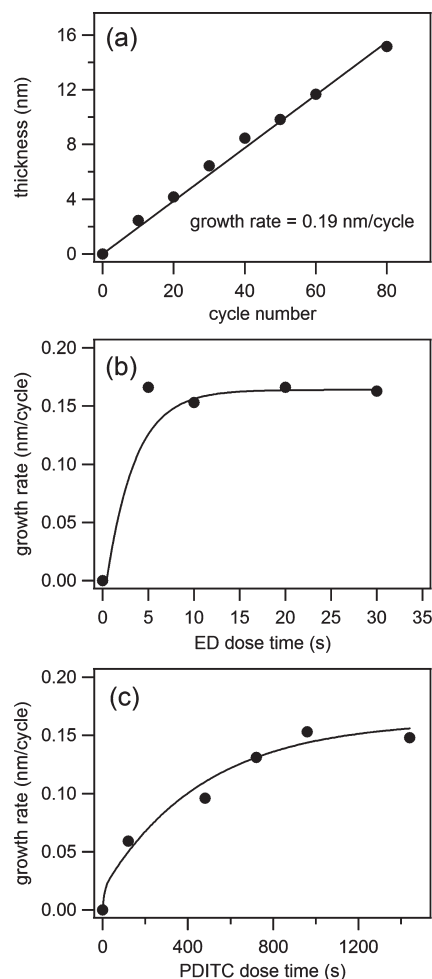 (a)
thickness (nm)
16
12
8
4
0
growth rate = 0.19 nm/cycle
0 20 40 60 80
cycle number
(b)
growth rate (nm/cycle)
0.20
0.15
0.10
0.05
0.00
0 5 10 15 20 25 30 35
ED dose time (s)
(c)
growth rate (nm/cycle)
0.20
0.15
0.10
0.05
0.00
0 400 800 1200
PDITC dose time (s)